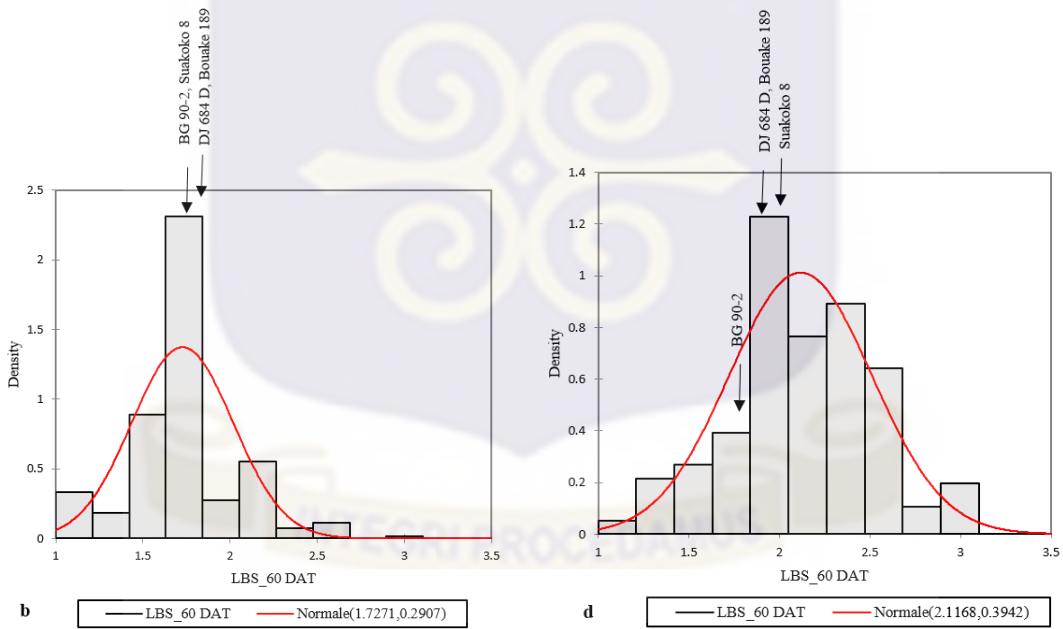 BG 90-2, Suakoko 8
DJ 684 D, Bouake 189
2.5
2
1.5
1
0.5
0
Density
1
1.5
2
2.5
3
3.5
LBS_60 DAT
b
LBS_60 DAT
Normale(1.7271,0.2907)
DJ 684 D, Bouake 189
Suakoko 8
BG 90-2
1.4
1.2
1
0.8
0.6
0.4
0.2
0
Density
1
1.5
2
2.5
3
3.5
LBS_60 DAT
d
LBS_60 DAT
Normale(2.1168,0.3942)
INTEGRI PROCEDAMUS